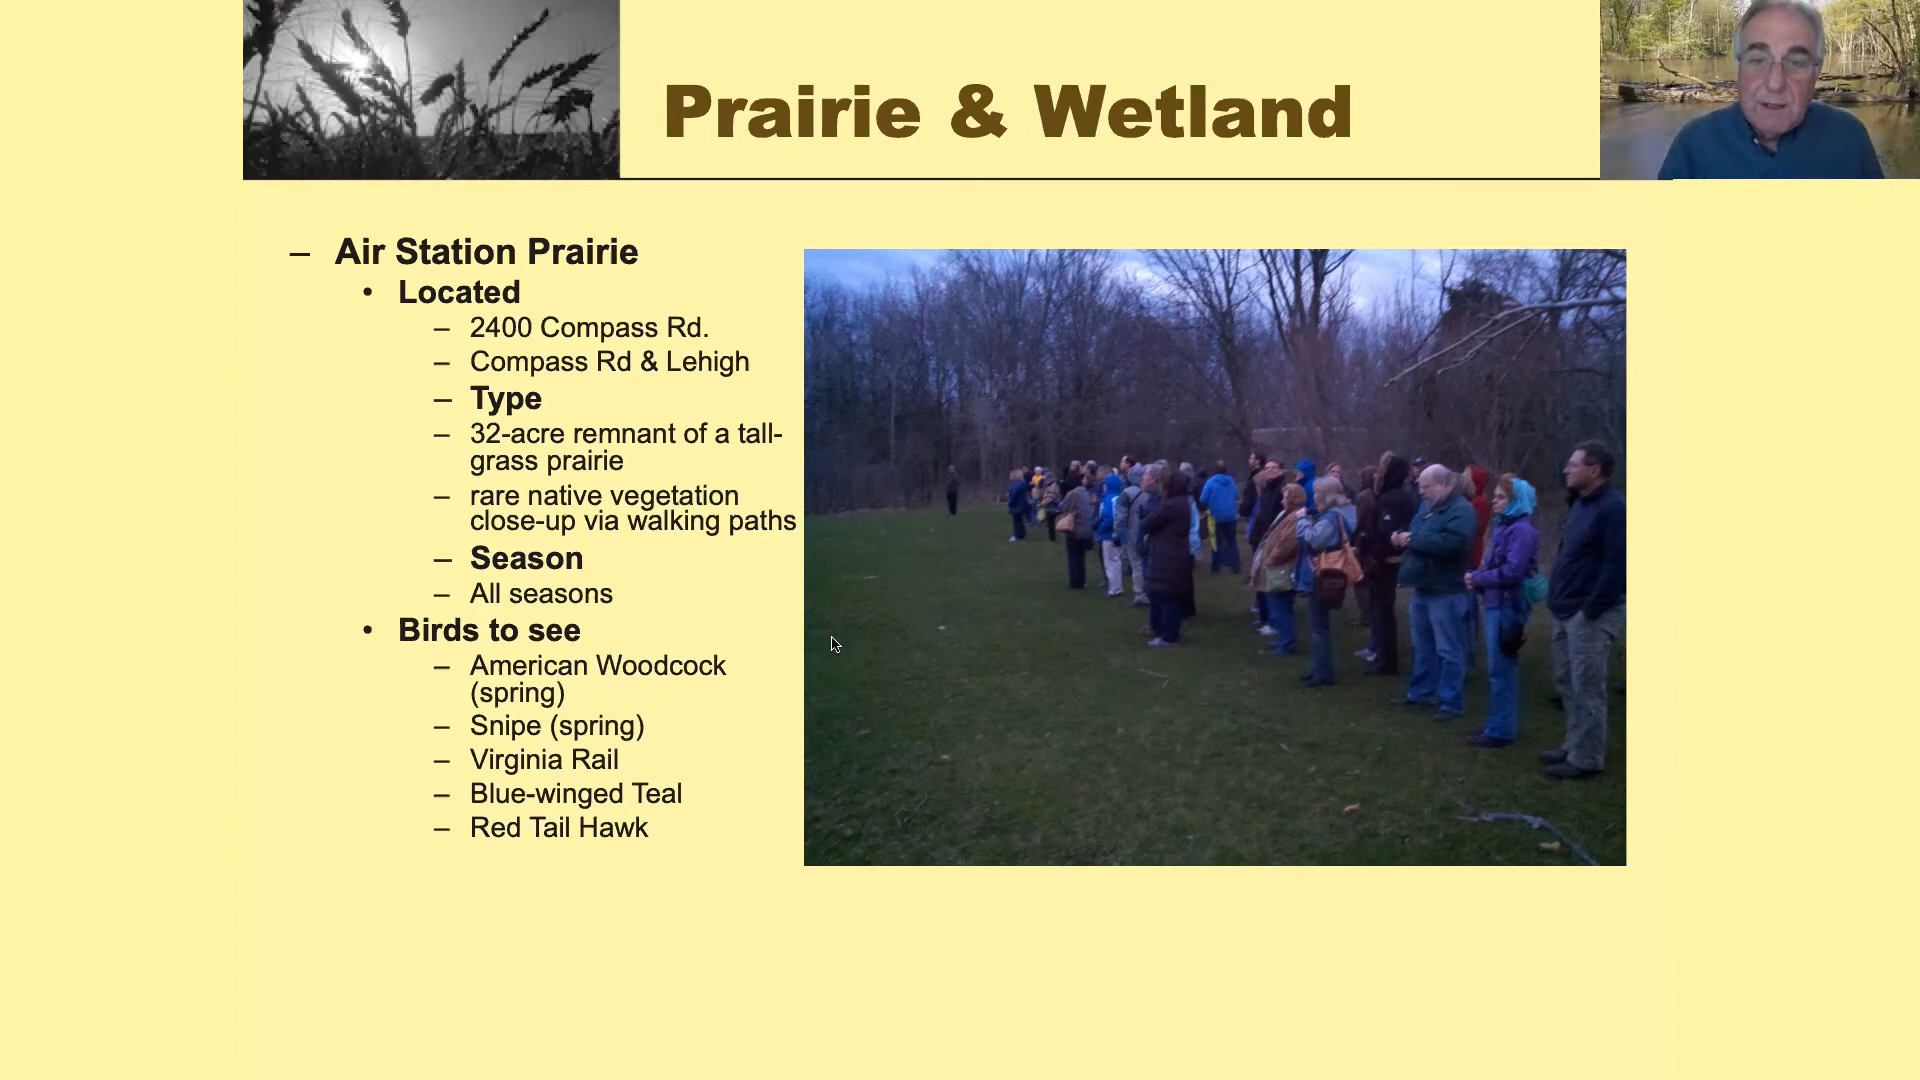 Prairie & Wetland
– Air Station Prairie
• Located
– 2400 Compass Rd.
– Compass Rd & Lehigh
– Type
– 32-acre remnant of a tall-
grass prairie
– rare native vegetation
close-up via walking paths
– Season
– All seasons
• Birds to see
– American Woodcock
(spring)
– Snipe (spring)
– Virginia Rail
– Blue-winged Teal
– Red Tail Hawk